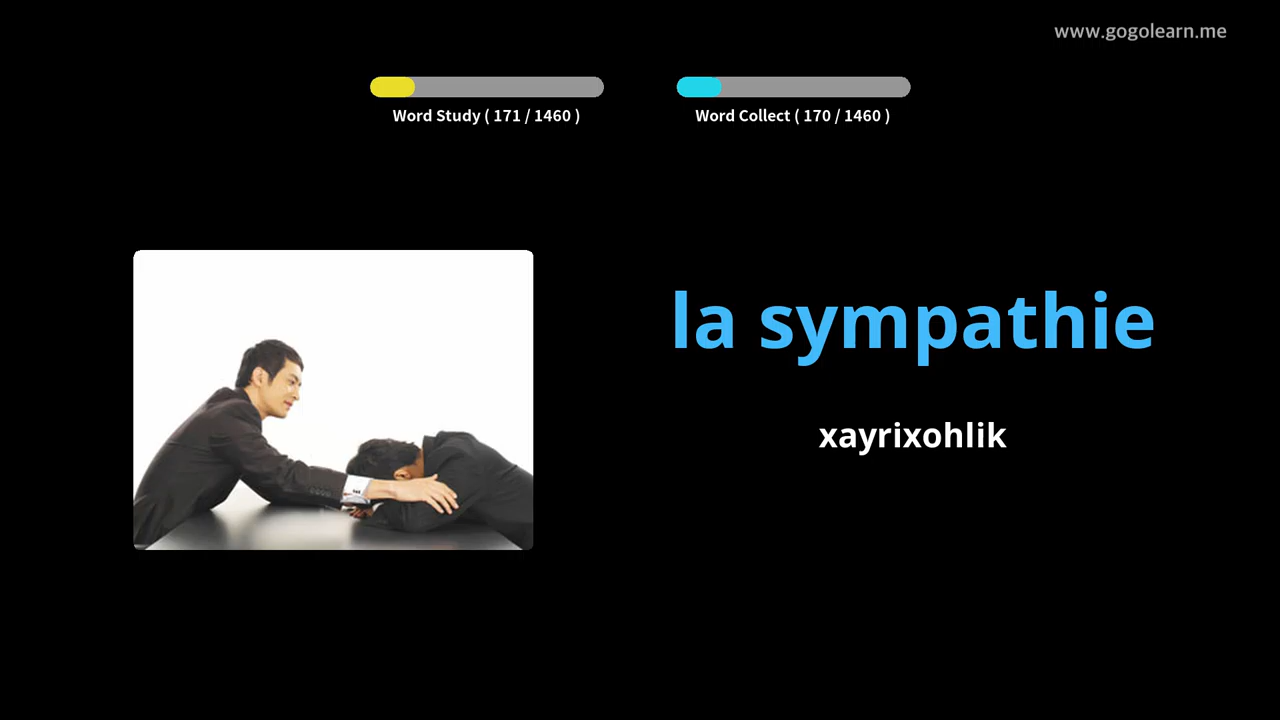 www.gogolearn.me
Word Study ( 171 / 1460 )
Word Collect ( 170 / 1460 )
la sympathie
xayrixohlik